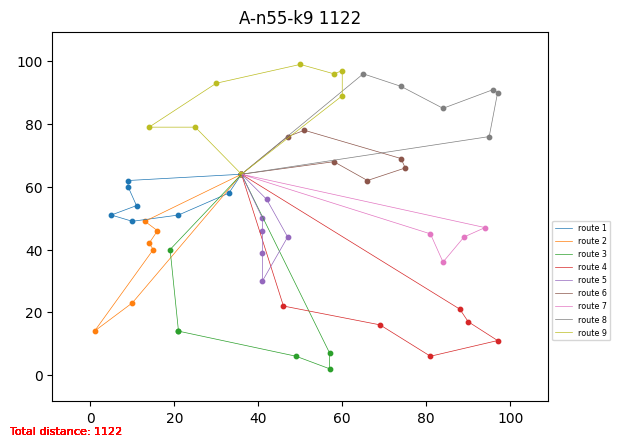 A-n55-k9 1122
100
80
60
40
20
0
0 20 40 60 80 100
route 1
route 2
route 3
route 4
route 5
route 6
route 7
route 8
route 9
Total distance: 1122